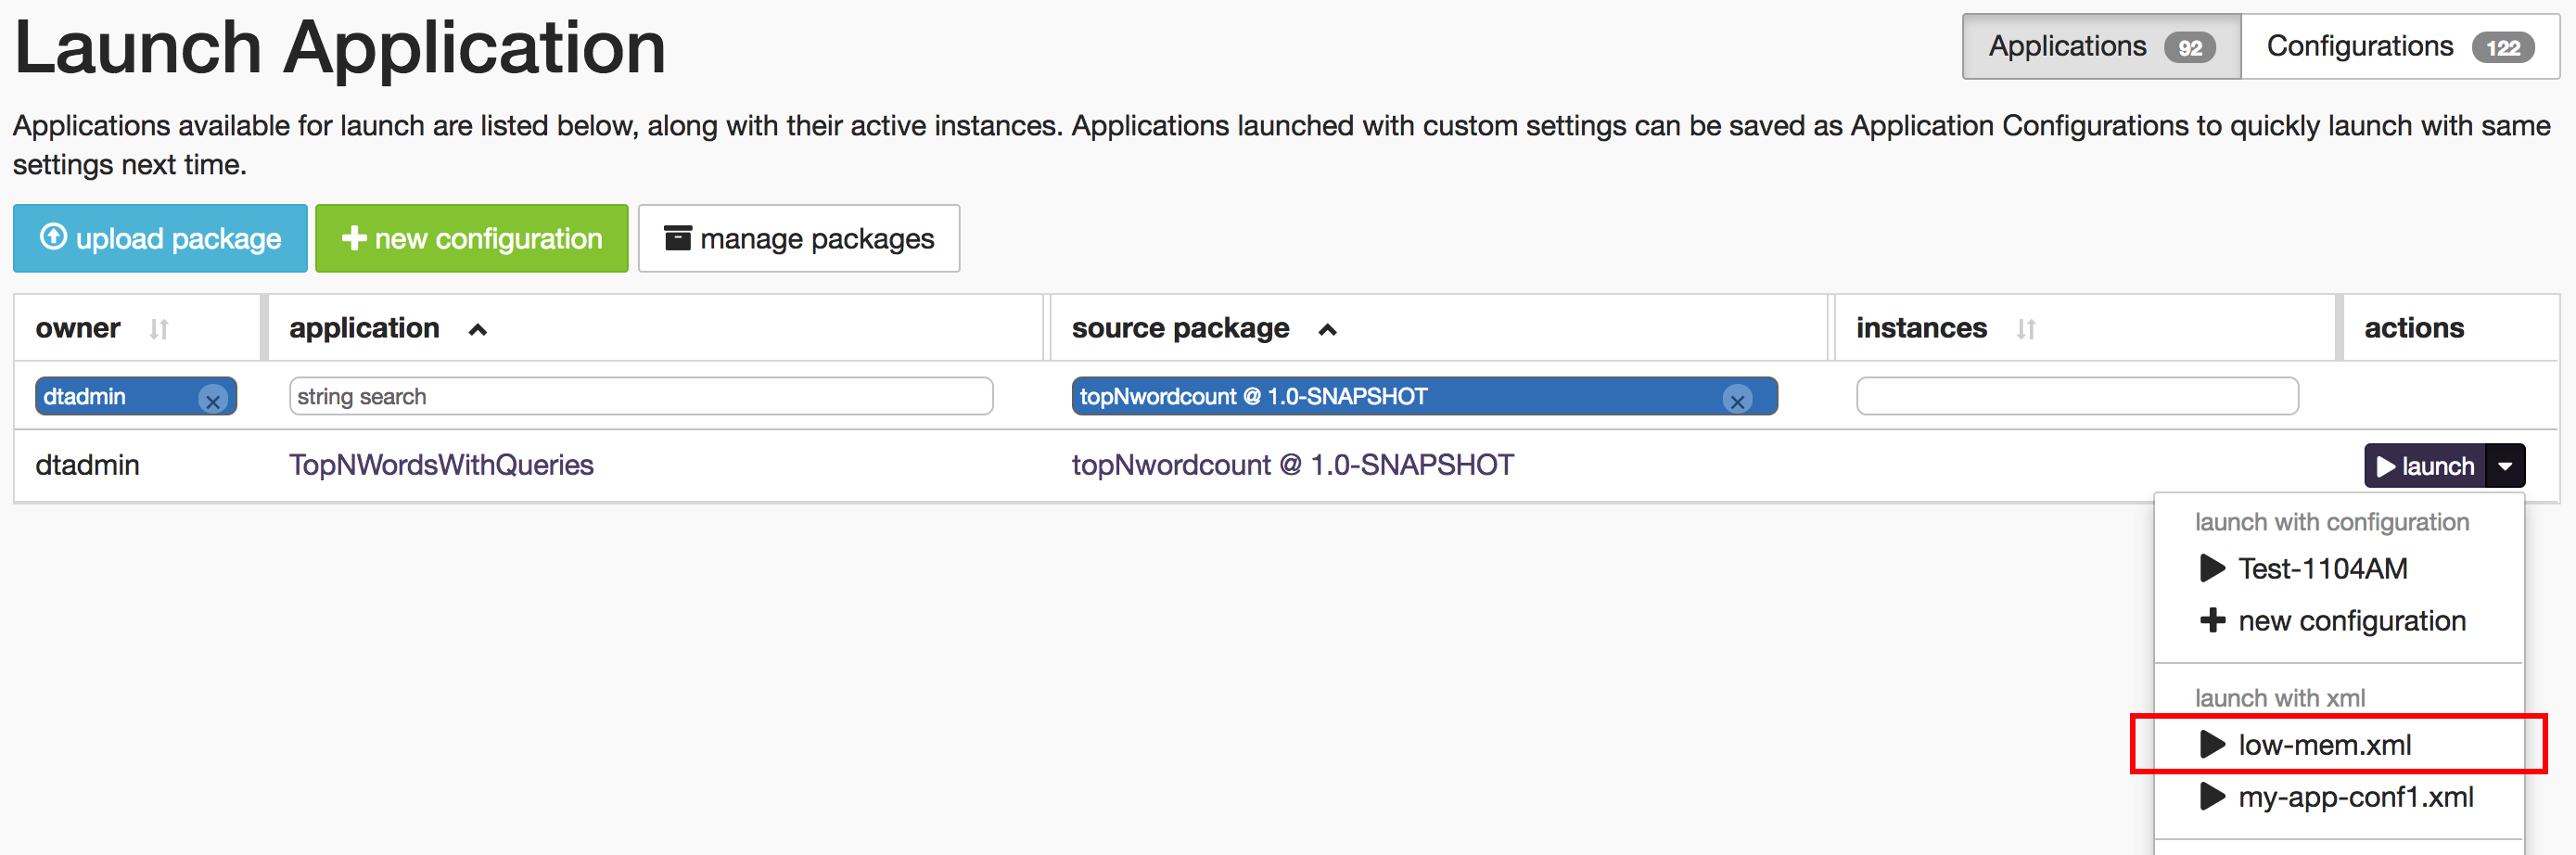 Launch Application
Applications 92
Configurations 122
Applications available for launch are listed below, along with their active instances. Applications launched with custom settings can be saved as Application Configurations to quickly launch with same
settings next time.
upload package
new configuration
manage packages
owner application source package instances actions
dtadmin string search topNwordcount @ 1.0-SNAPSHOT
dtadmin TopNWordsWithQueries topNwordcount @ 1.0-SNAPSHOT launch
launch with configuration
Test-1104AM
new configuration
launch with xml
low-mem.xml
my-app-conf1.xml